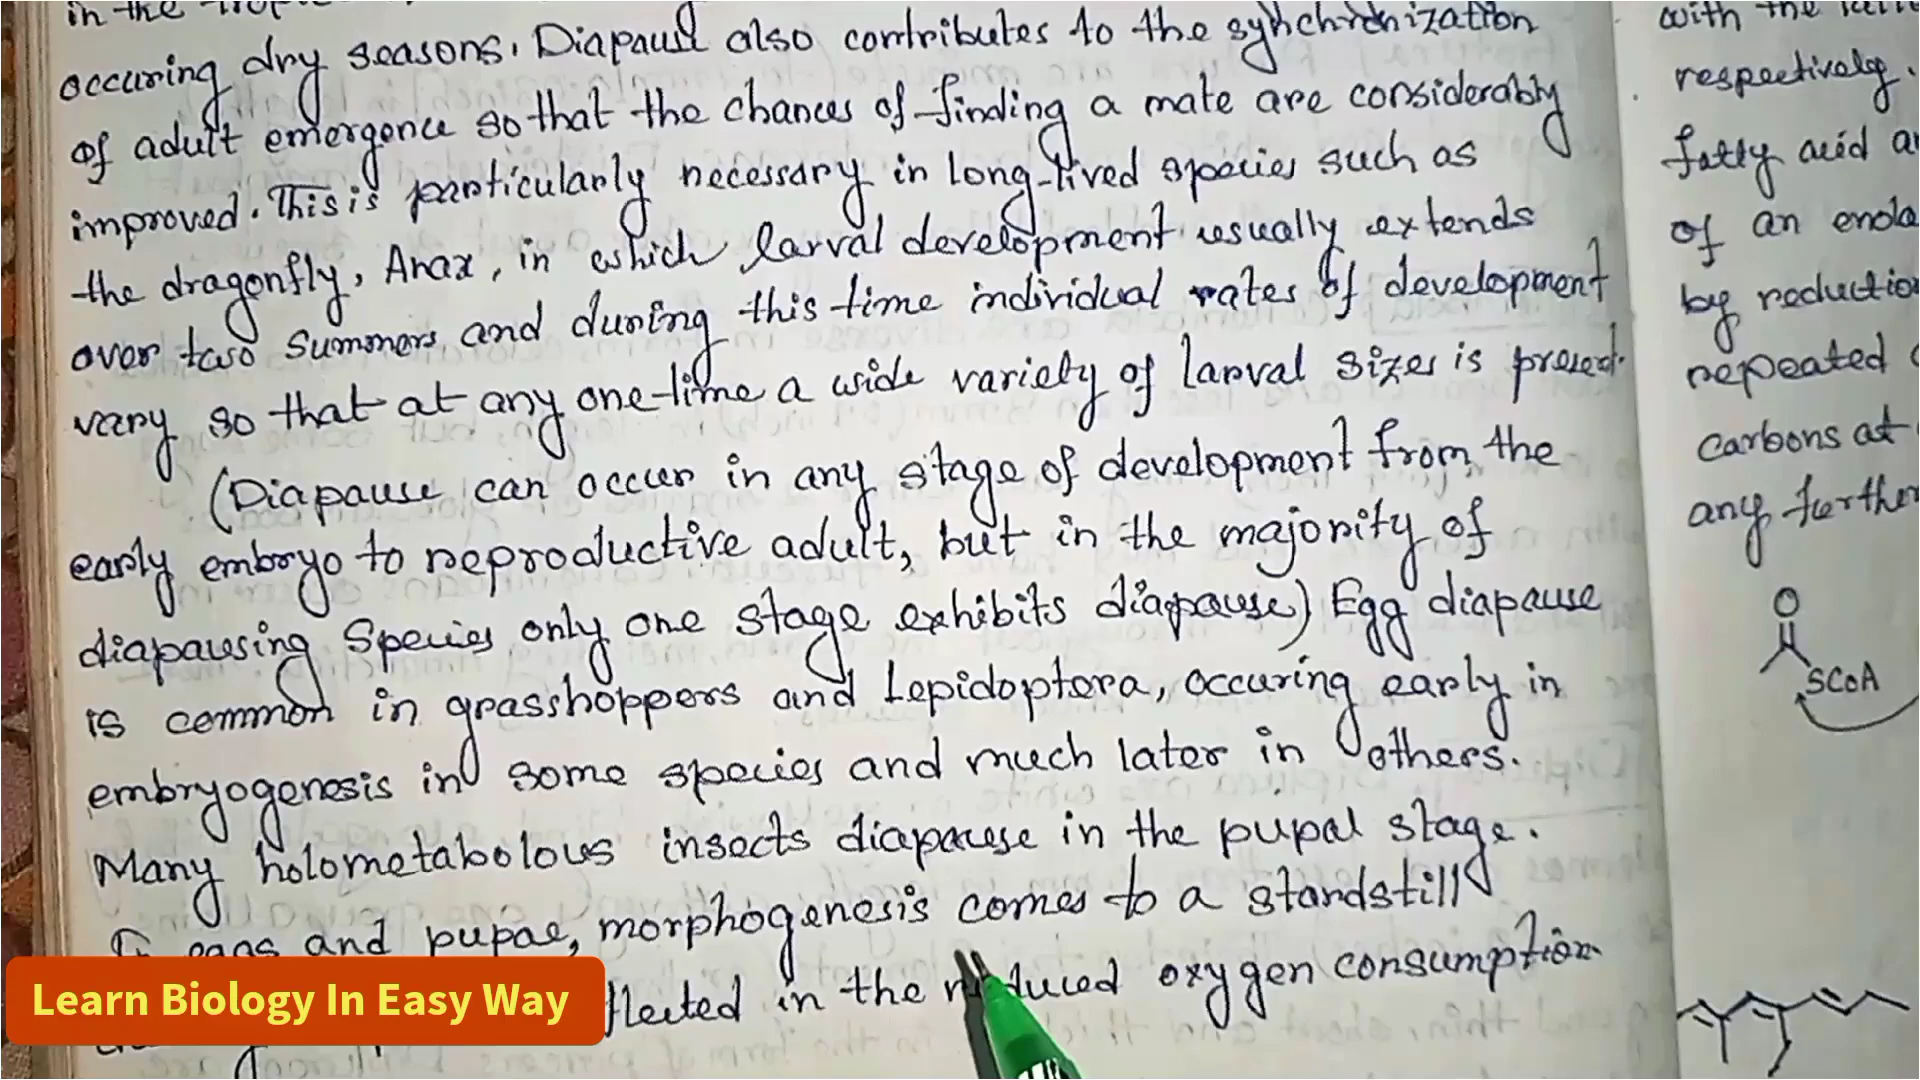 in the
occuring dry seasons. Diapause also contributes to the synchronization
of adult emergence so that the chances of finding a mate are considerably
improved. This is particularly necessary in long-lived species such as
the dragonfly, Anax, in which larval development usually extends
over two summers and during this time individual rates of development
vary so that at any one-time a wide variety of larval sizes is present.
(Diapause can occur in any stage of development from the
early embryo to reproductive adult, but in the majority of
diapausing species only one stage exhibits diapause) Egg diapause
is common in grasshoppers and Lepidoptera, occuring early in
embryogenesis in some species and much later in others.
Many holometabolous insects diapause in the pupal stage.
eggs and pupae, morphogenesis comes to a standstill
flected in the reduced oxygen consumption
Learn Biology In Easy Way
with the
respectively.
fatty acid
of an
by
repeated
carbons at
any further
O
SCoA